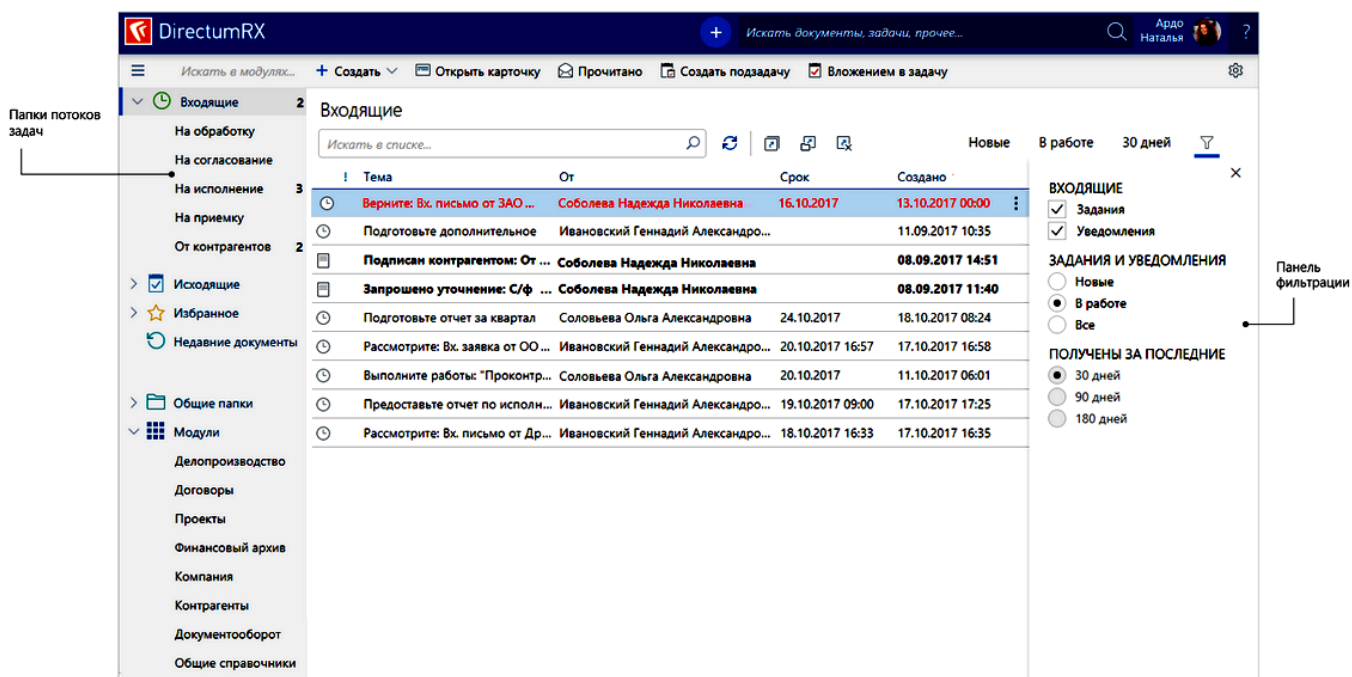 DirectumRX
+
Искать документы, задачи, прочее...
Ардо
Наталья
?
Искать в модулях...
+ Создать
Открыть карточку
Прочитано
Создать подзадачу
Вложением в задачу
Папки потоков
задач
Входящие 2
На обработку
На согласование
На исполнение 3
На приемку
От контрагентов 2
Исходящие
Избранное
Недавние документы
Общие папки
Модули
Делопроизводство
Договоры
Проекты
Финансовый архив
Компания
Контрагенты
Документооборот
Общие справочники
Входящие
Искать в списке...
Новые В работе 30 дней
! Тема От Срок Создано
Верните: Вх. письмо от ЗАО ... Соболева Надежда Николаевна 16.10.2017 13.10.2017 00:00
Подготовьте дополнительное Ивановский Геннадий Александро... 11.09.2017 10:35
Подписан контрагентом: От ... Соболева Надежда Николаевна 08.09.2017 14:51
Запрошено уточнение: С/ф ... Соболева Надежда Николаевна 08.09.2017 11:40
Подготовьте отчет за квартал Соловьева Ольга Александровна 24.10.2017 18.10.2017 08:24
Рассмотрите: Вх. заявка от ОО ... Ивановский Геннадий Александро... 20.10.2017 16:57 17.10.2017 16:58
Выполните работы: "Проконтр... Соловьева Ольга Александровна 20.10.2017 11.10.2017 06:01
Предоставьте отчет по исполн... Ивановский Геннадий Александро... 19.10.2017 09:00 17.10.2017 17:25
Рассмотрите: Вх. письмо от Др... Ивановский Геннадий Александро... 18.10.2017 16:33 17.10.2017 16:35
ВХОДЯЩИЕ
Задания
Уведомления
ЗАДАНИЯ И УВЕДОМЛЕНИЯ
Новые
В работе
Все
ПОЛУЧЕНЫ ЗА ПОСЛЕДНИЕ
30 дней
90 дней
180 дней
Панель
фильтрации